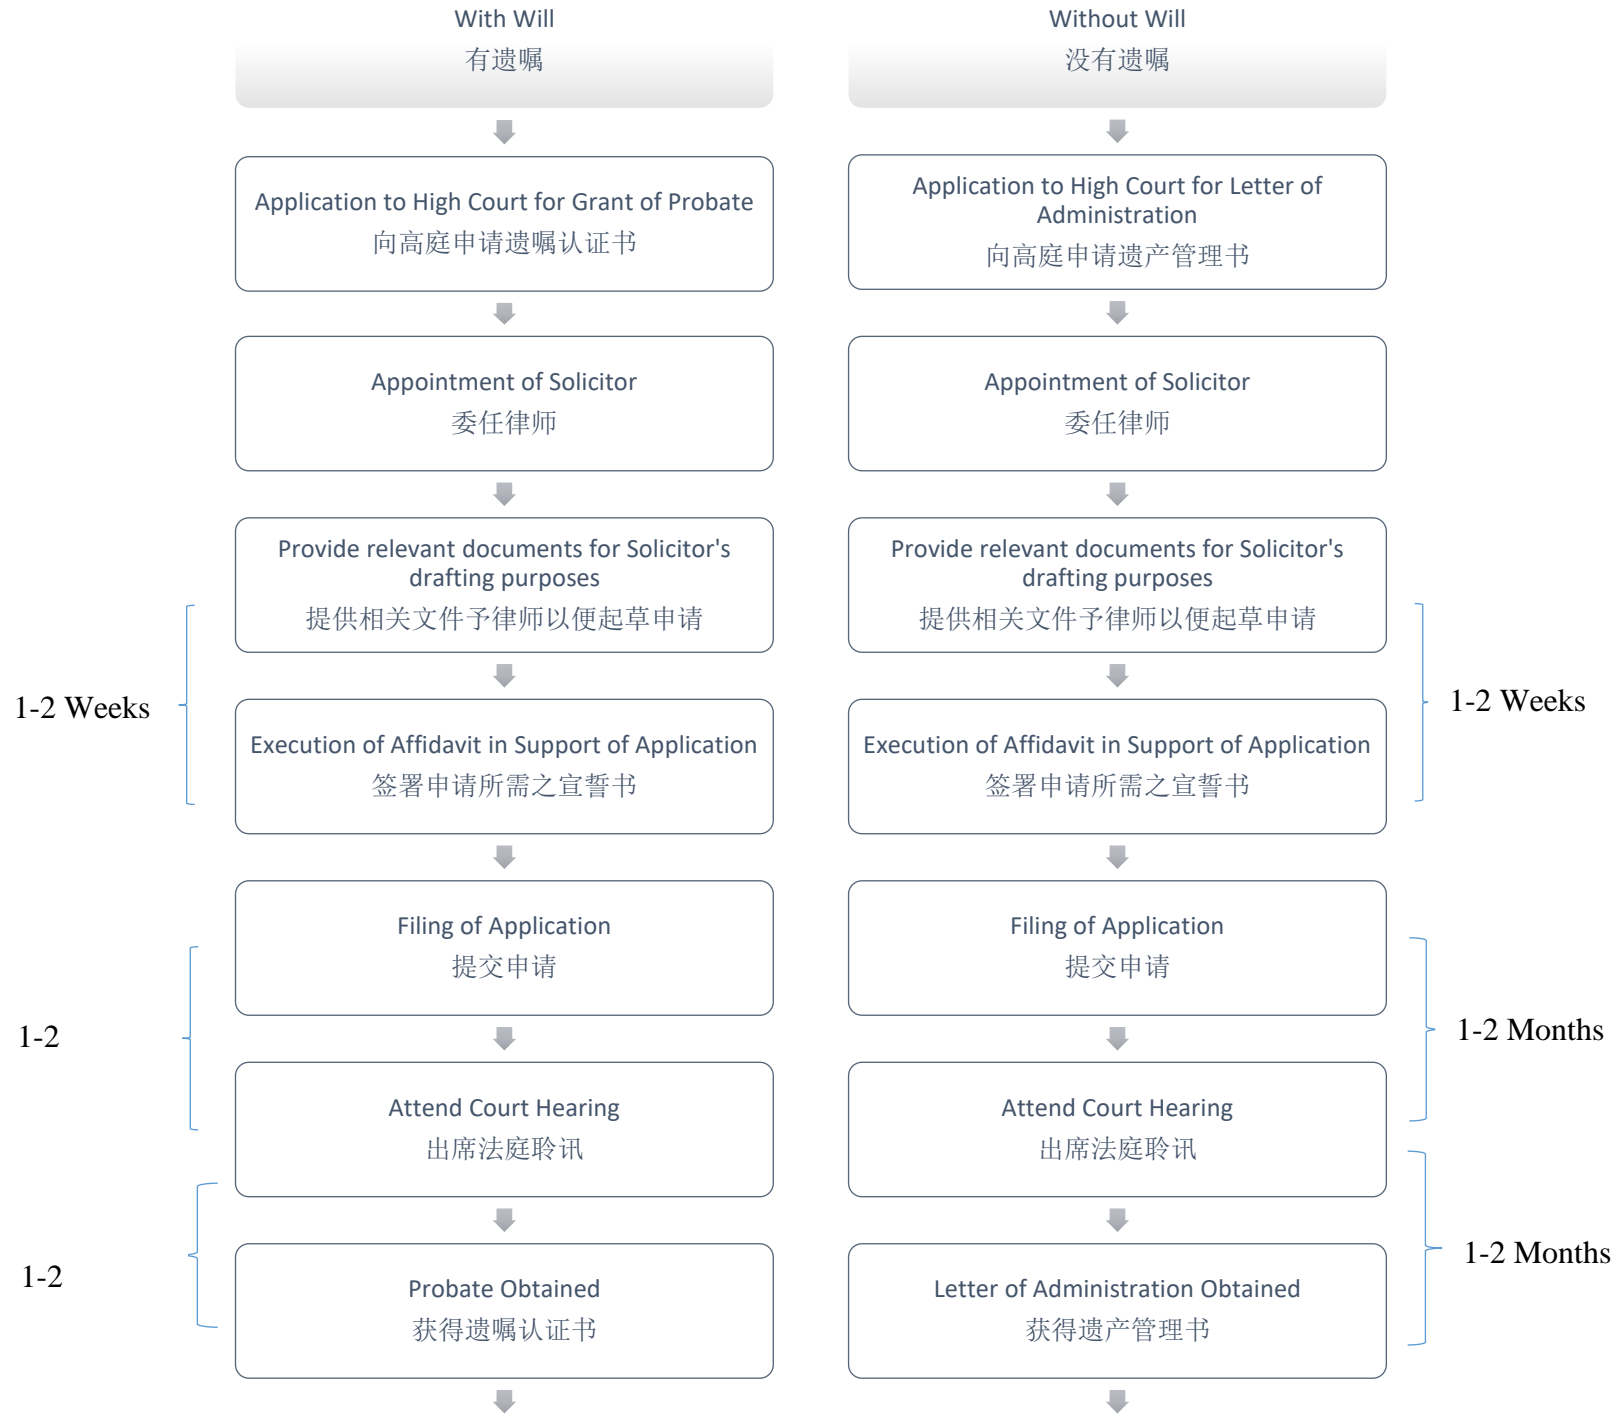 With Will
有遗嘱
Application to High Court for Grant of Probate
向高庭申请遗嘱认证书
Appointment of Solicitor
委任律师
Provide relevant documents for Solicitor's
drafting purposes
提供相关文件予律师以便起草申请
1-2 Weeks
Execution of Affidavit in Support of Application
签署申请所需之宣誓书
Filing of Application
提交申请
1-2
Attend Court Hearing
出席法庭聆讯
1-2
Probate Obtained
获得遗嘱认证书
Without Will
没有遗嘱
Application to High Court for Letter of
Administration
向高庭申请遗产管理书
Appointment of Solicitor
委任律师
Provide relevant documents for Solicitor's
drafting purposes
提供相关文件予律师以便起草申请
1-2 Weeks
Execution of Affidavit in Support of Application
签署申请所需之宣誓书
Filing of Application
提交申请
1-2 Months
Attend Court Hearing
出席法庭聆讯
1-2 Months
Letter of Administration Obtained
获得遗产管理书